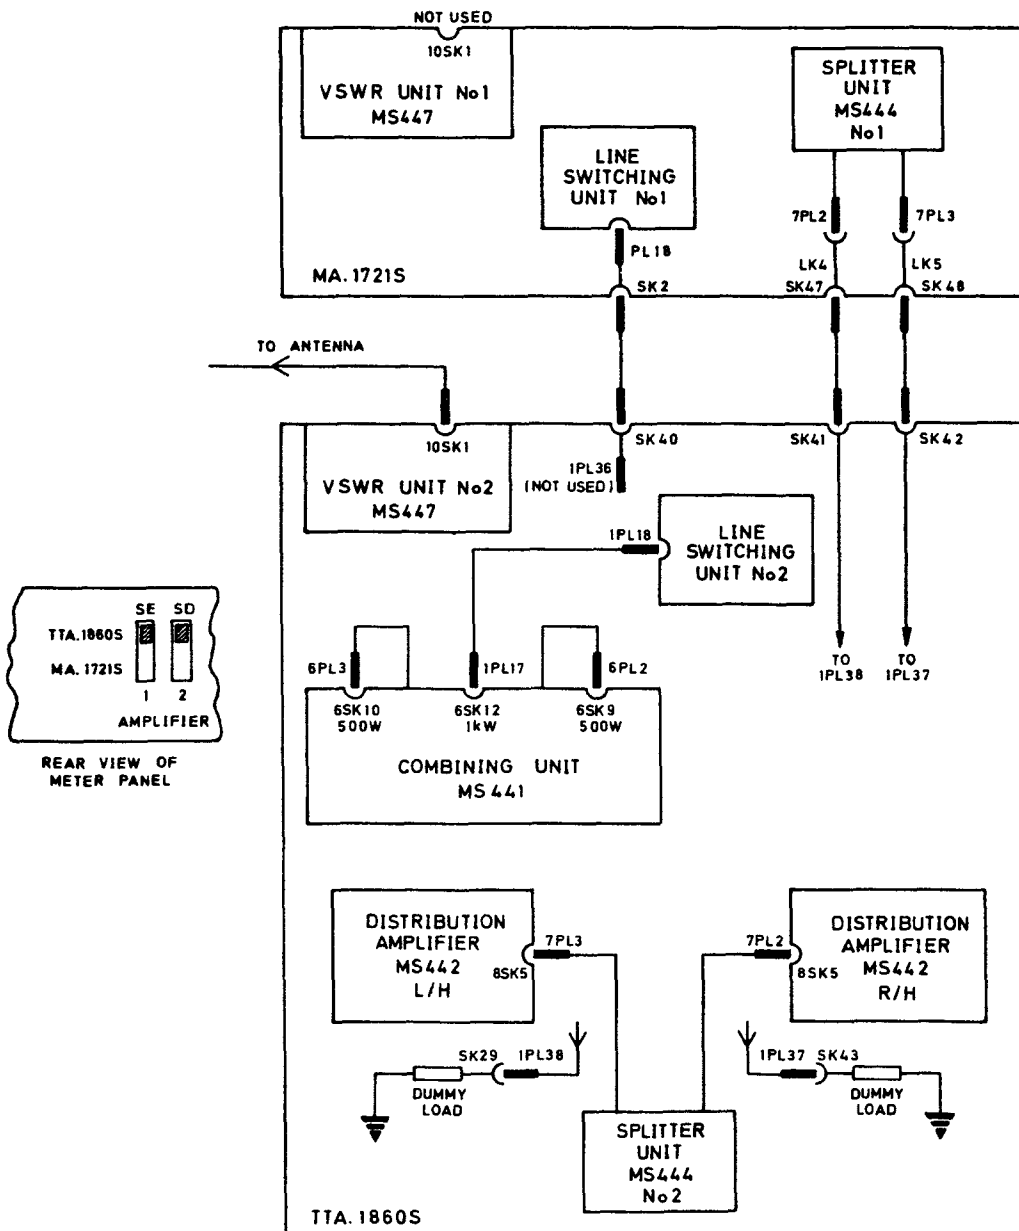 NOT USED
10SK1
VSWR UNIT No1
MS447
SPLITTER
UNIT
MS444
No1
LINE
SWITCHING
UNIT No1
7PL2
7PL3
PL18
LK4
LK5
MA.1721S
SK2
SK47
SK48
TO ANTENNA
10SK1
SK40
SK41
SK42
VSWR UNIT No2
MS447
1PL36
(NOT USED)
1PL18
LINE
SWITCHING
UNIT No2
SE SD
TTA.1860S
MA.1721S
1 2
AMPLIFIER
REAR VIEW OF
METER PANEL
6PL3
1PL17
6PL2
TO
1PL38
TO
1PL37
6SK10
500W
6SK12
1kW
6SK9
500W
COMBINING UNIT
MS441
DISTRIBUTION
AMPLIFIER
MS442
L/H
8SK5
7PL3
7PL2
8SK5
DISTRIBUTION
AMPLIFIER
MS442
R/H
SK29
1PL38
1PL37
SK43
DUMMY
LOAD
DUMMY
LOAD
SPLITTER
UNIT
MS444
No2
TTA.1860S